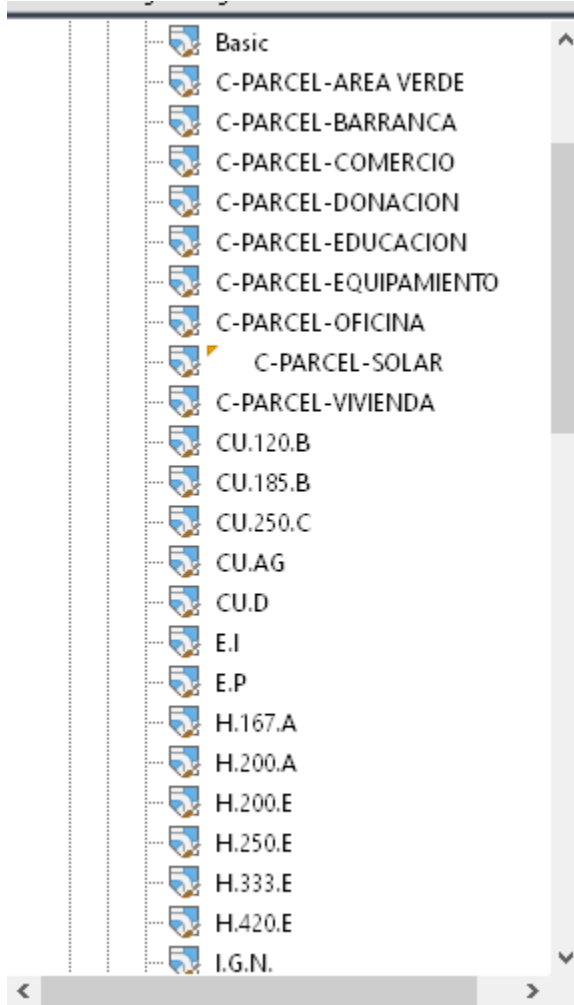 Basic
C-PARCEL-AREA VERDE
C-PARCEL-BARRANCA
C-PARCEL-COMERCIO
C-PARCEL-DONACION
C-PARCEL-EDUCACION
C-PARCEL-EQUIPAMIENTO
C-PARCEL-OFICINA
C-PARCEL-SOLAR
C-PARCEL-VIVIENDA
CU.120.B
CU.185.B
CU.250.C
CU.AG
CU.D
E.I
E.P
H.167.A
H.200.A
H.200.E
H.250.E
H.333.E
H.420.E
I.G.N.